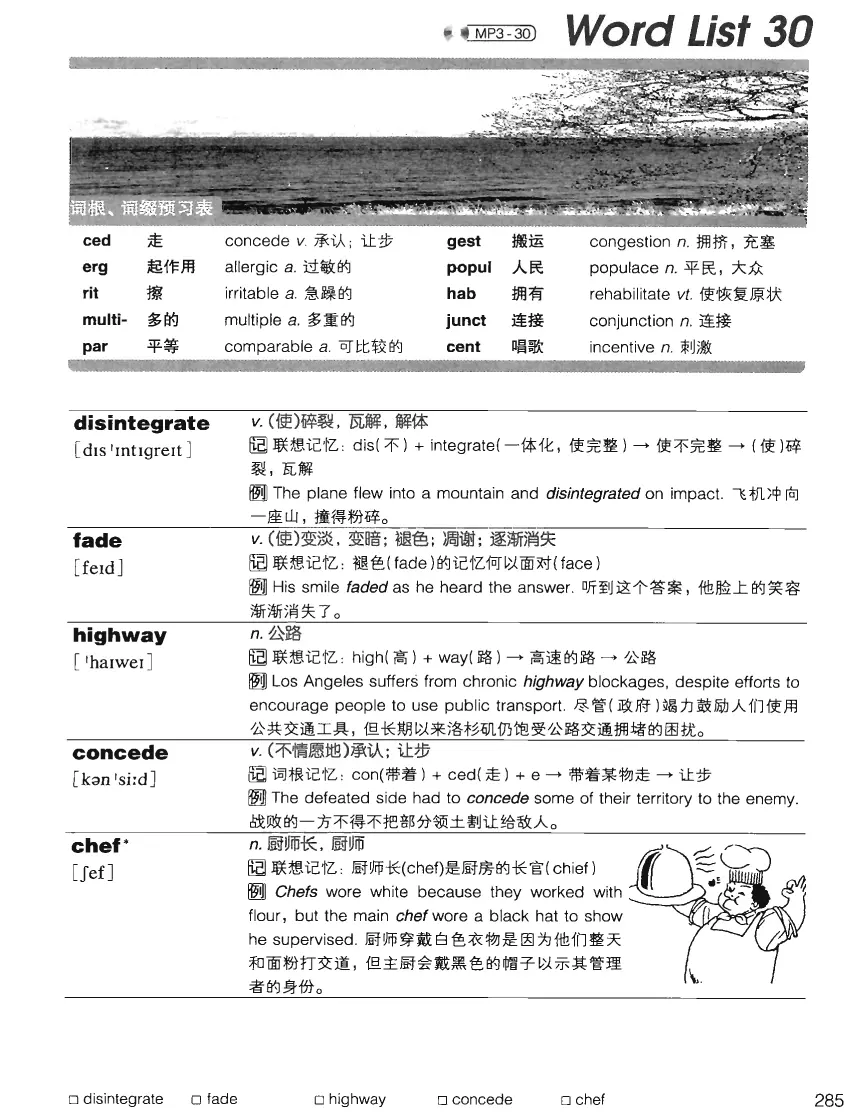 MP3-30
Word List 30
词根、词缀预习表
ced 走 concede v. 承认；让步 gest 搬运 congestion n. 拥挤，充塞
erg 起作用 allergic a. 过敏的 popul 人民 populace n. 平民，大众
rit 擦 irritable a. 急躁的 hab 拥有 rehabilitate vt. 使恢复原状
multi- 多的 multiple a. 多重的 junct 连接 conjunction n. 连接
par 平等 comparable a. 可比较的 cent 唱歌 incentive n. 刺激
disintegrate v. (使)碎裂, 瓦解, 解体
[dɪsˈɪntɪgreɪt] 记 联想记忆：dis(不) + integrate(一体化，使完整) → 使不完整 → (使)碎
裂，瓦解
例 The plane flew into a mountain and disintegrated on impact. 飞机冲向
一座山，撞得粉碎。
fade v. (使)变淡, 变暗; 褪色; 凋谢; 逐渐消失
[feɪd] 记 联想记忆：褪色(fade)的记忆何以面对(face)
例 His smile faded as he heard the answer. 听到这个答案，他脸上的笑容
渐渐消失了。
highway n. 公路
[ˈhaɪweɪ] 记 联想记忆：high(高) + way(路) → 高速的路 → 公路
例 Los Angeles suffers from chronic highway blockages, despite efforts to
encourage people to use public transport. 尽管(政府)竭力鼓励人们使用
公共交通工具，但长期以来洛杉矶仍饱受公路交通拥堵的困扰。
concede v. (不情愿地)承认; 让步
[kənˈsiːd] 记 词根记忆：con(带着) + ced(走) + e → 带着某物走 → 让步
例 The defeated side had to concede some of their territory to the enemy.
战败的一方不得不把部分领土割让给敌人。
chef* n. 厨师长, 厨师
[ʃef] 记 联想记忆：厨师长(chef)是厨房的长官(chief)
例 Chefs wore white because they worked with
flour, but the main chef wore a black hat to show
he supervised. 厨师穿戴白色衣物是因为他们整天
和面粉打交道，但主厨会戴黑色的帽子以示其管理
者的身份。
□ disintegrate □ fade □ highway □ concede □ chef 285